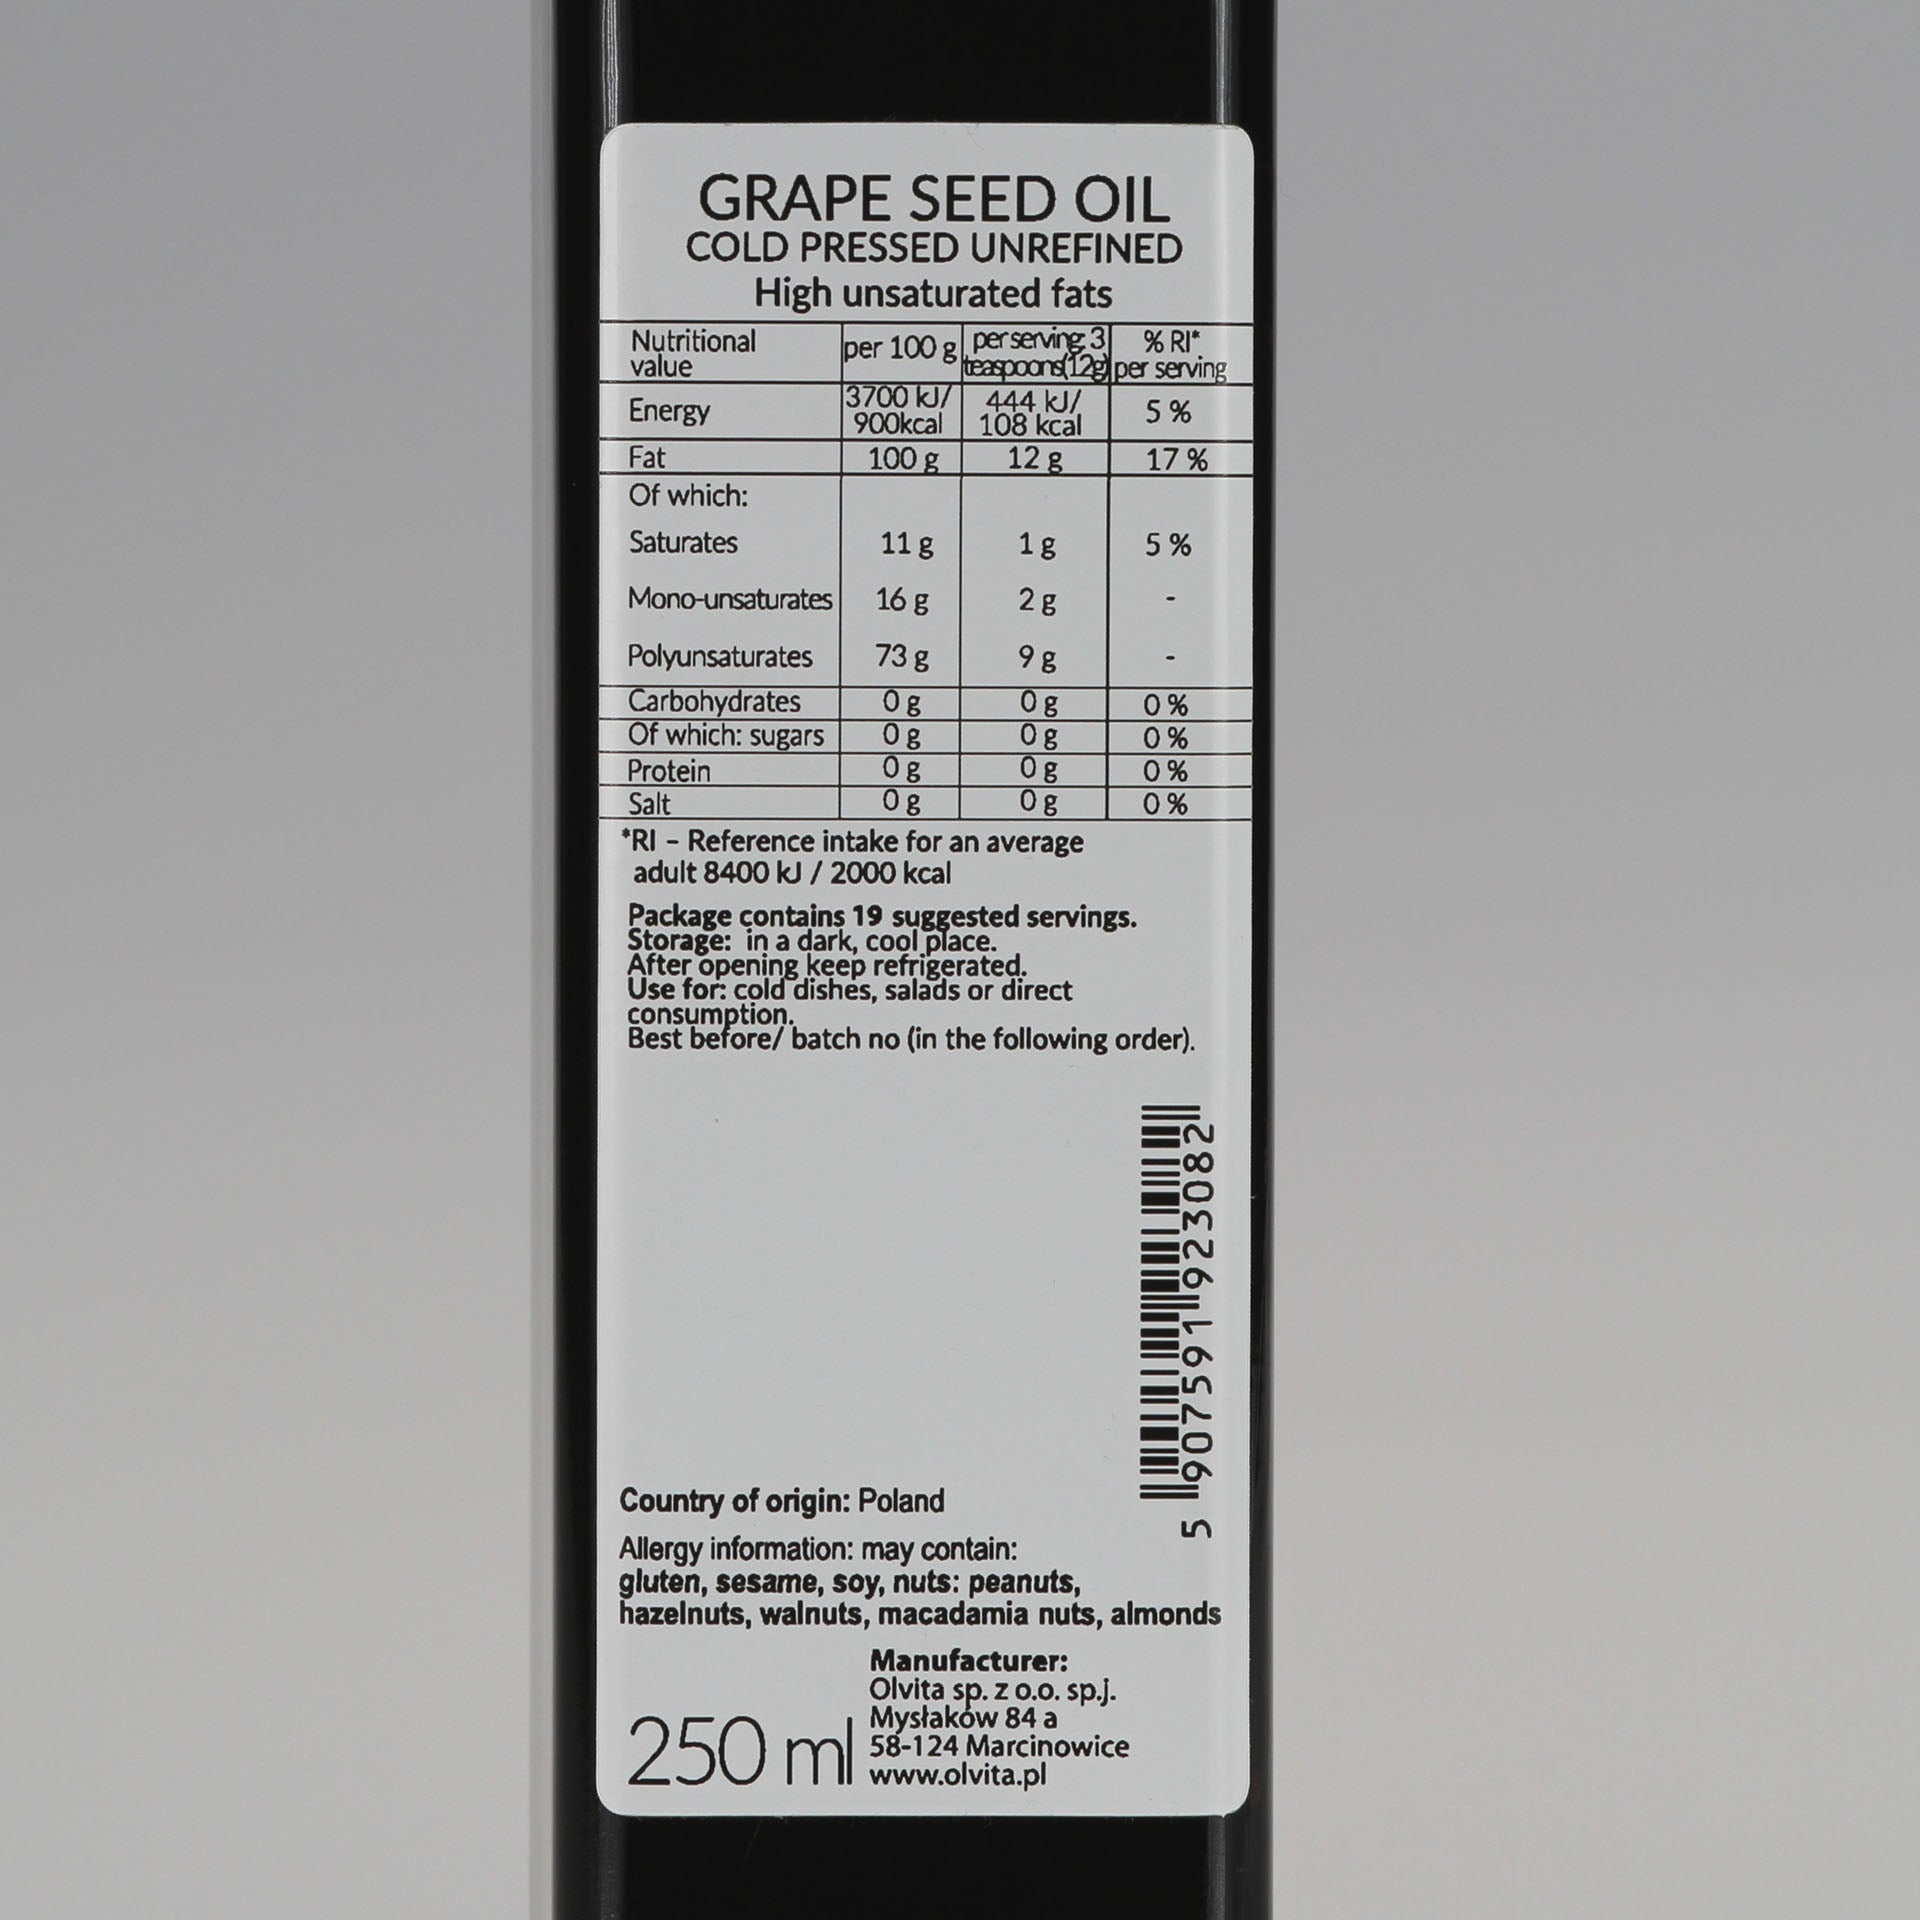 GRAPE SEED OIL
COLD PRESSED UNREFINED
High unsaturated fats
Nutritional value per 100 g per serving 3 teaspoons(12g) % RI* per serving
Energy 3700 kJ/ 900kcal 444 kJ/ 108 kcal 5 %
Fat 100 g 12 g 17 %
Of which:
Saturates 11 g 1 g 5 %
Mono-unsaturates 16 g 2 g -
Polyunsaturates 73 g 9 g -
Carbohydrates 0 g 0 g 0 %
Of which: sugars 0 g 0 g 0 %
Protein 0 g 0 g 0 %
Salt 0 g 0 g 0 %
*RI – Reference intake for an average
adult 8400 kJ / 2000 kcal
Package contains 19 suggested servings.
Storage: in a dark, cool place.
After opening keep refrigerated.
Use for: cold dishes, salads or direct
consumption.
Best before/ batch no (in the following order).
5 907591 923082
Country of origin: Poland
Allergy information: may contain:
gluten, sesame, soy, nuts: peanuts,
hazelnuts, walnuts, macadamia nuts, almonds
250 ml
Manufacturer:
Olvita sp. z o.o. sp.j.
Mysłaków 84 a
58-124 Marcinowice
www.olvita.pl